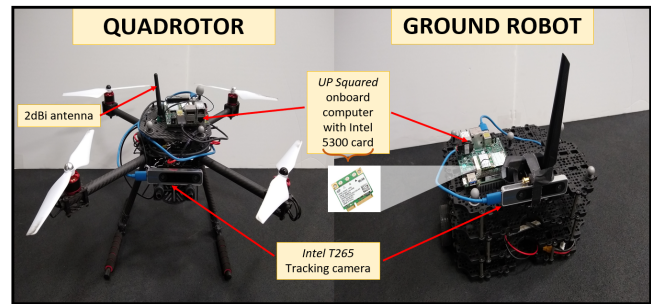 QUADROTOR
GROUND ROBOT
2dBi antenna
UP Squared
onboard
computer
with Intel
5300 card
Intel T265
Tracking camera